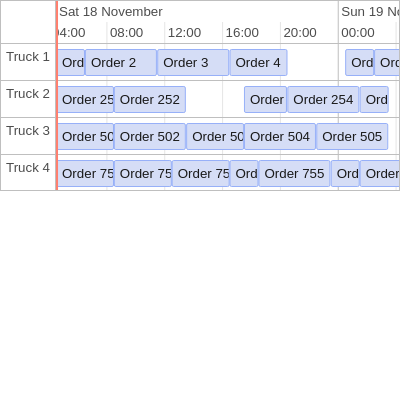 Sat 18 November Sun 19 No
04:00 08:00 12:00 16:00 20:00 00:00
Truck 1 Ord Order 2 Order 3 Order 4 Ord Ord
Truck 2 Order 25 Order 252 Order Order 254 Ord
Truck 3 Order 50 Order 502 Order 50 Order 504 Order 505
Truck 4 Order 75 Order 75 Order 75 Ord Order 755 Ord Order